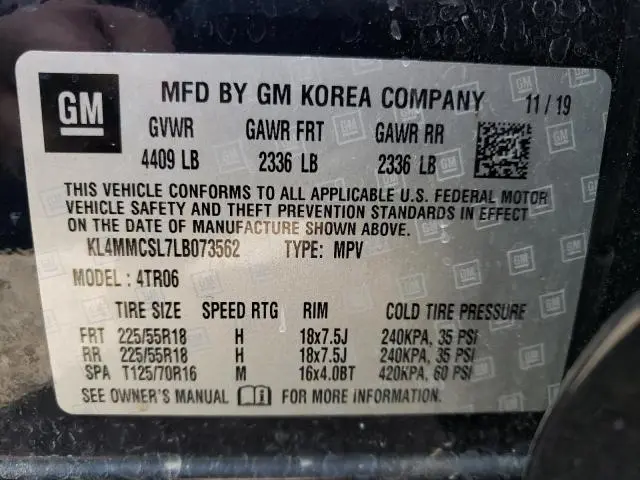 GM
MFD BY GM KOREA COMPANY 11/19
GVWR GAWR FRT GAWR RR
4409 LB 2336 LB 2336 LB
THIS VEHICLE CONFORMS TO ALL APPLICABLE U.S. FEDERAL MOTOR
VEHICLE SAFETY AND THEFT PREVENTION STANDARDS IN EFFECT
ON THE DATE OF MANUFACTURE SHOWN ABOVE.
KL4MMCSL7LB073562 TYPE: MPV
MODEL: 4TR06
TIRE SIZE SPEED RTG RIM COLD TIRE PRESSURE
FRT 225/55R18 H 18x7.5J 240KPA, 35 PSI
RR 225/55R18 H 18x7.5J 240KPA, 35 PSI
SPA T125/70R16 M 16x4.0BT 420KPA, 60 PSI
SEE OWNER'S MANUAL FOR MORE INFORMATION.